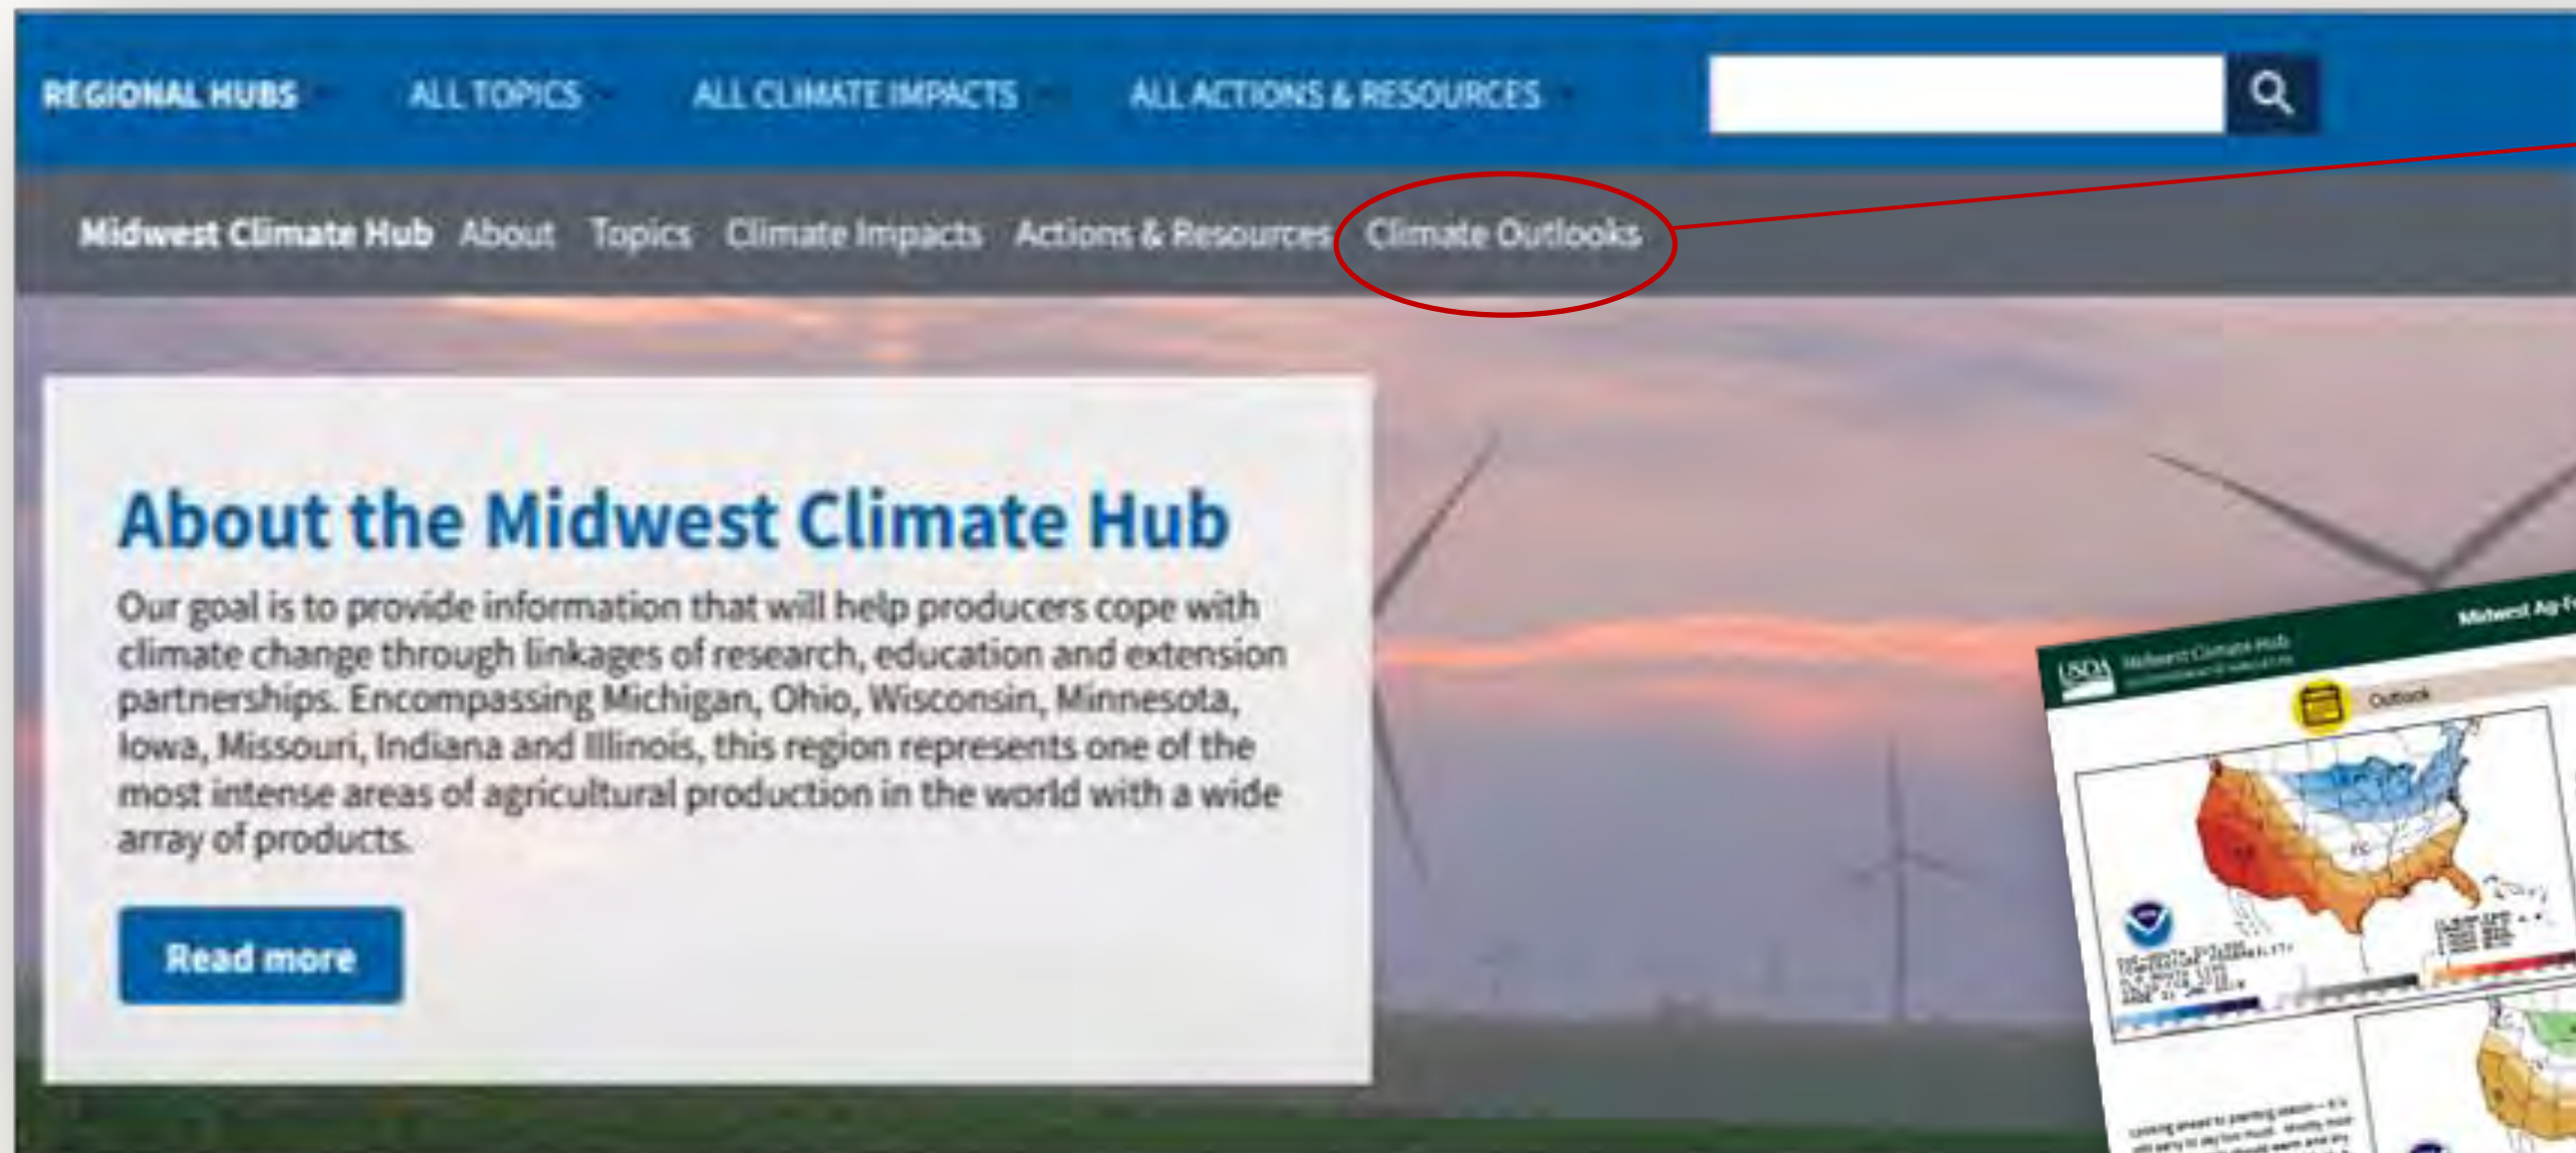 REGIONAL HUBS ALL TOPICS ALL CLIMATE IMPACTS ALL ACTIONS & RESOURCES
Midwest Climate Hub About Topics Climate Impacts Actions & Resources Climate Outlooks
About the Midwest Climate Hub
Our goal is to provide information that will help producers cope with
climate change through linkages of research, education and extension
partnerships. Encompassing Michigan, Ohio, Wisconsin, Minnesota,
Iowa, Missouri, Indiana and Illinois, this region represents one of the
most intense areas of agricultural production in the world with a wide
array of products.
Read more
Midwest Ag-
USDA Midwest Climate Hub
Outlook